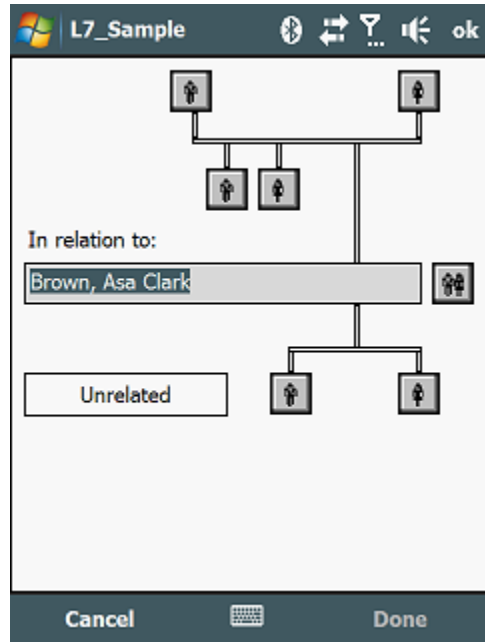 L7_Sample ok
In relation to:
Brown, Asa Clark
Unrelated
Cancel Done